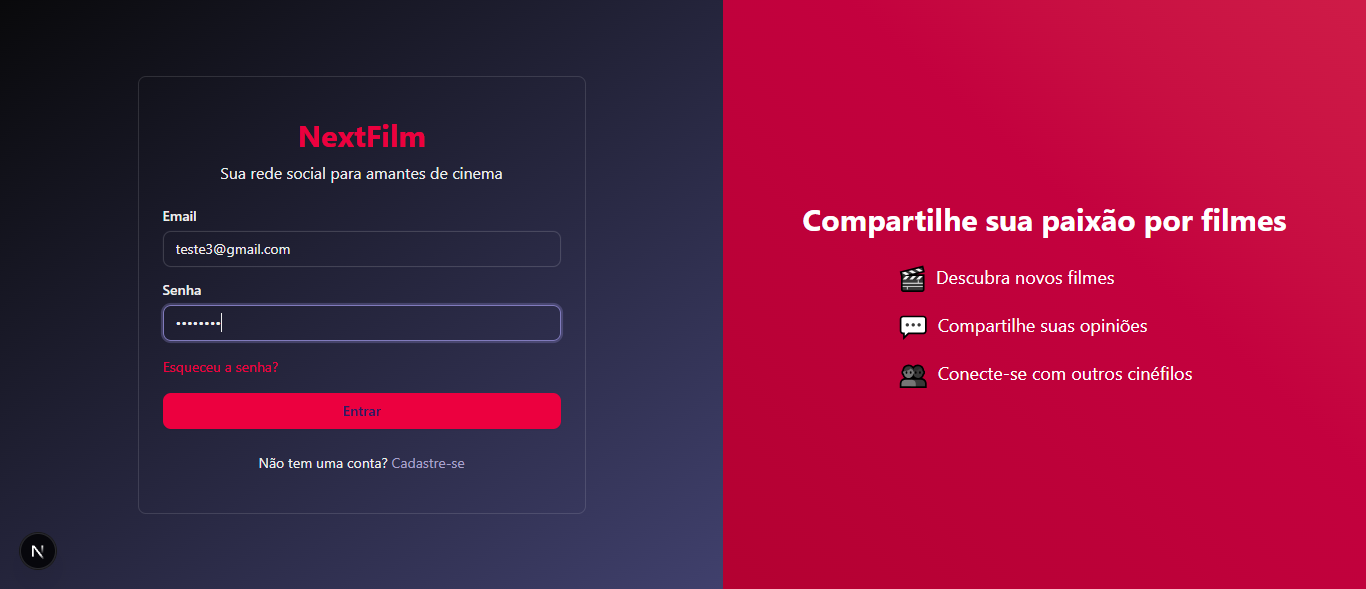 NextFilm
Sua rede social para amantes de cinema
Email
teste3@gmail.com
Senha
••••••••
Esqueceu a senha?
Entrar
Não tem uma conta? Cadastre-se
N
Compartilhe sua paixão por filmes
Descubra novos filmes
Compartilhe suas opiniões
Conecte-se com outros cinéfilos